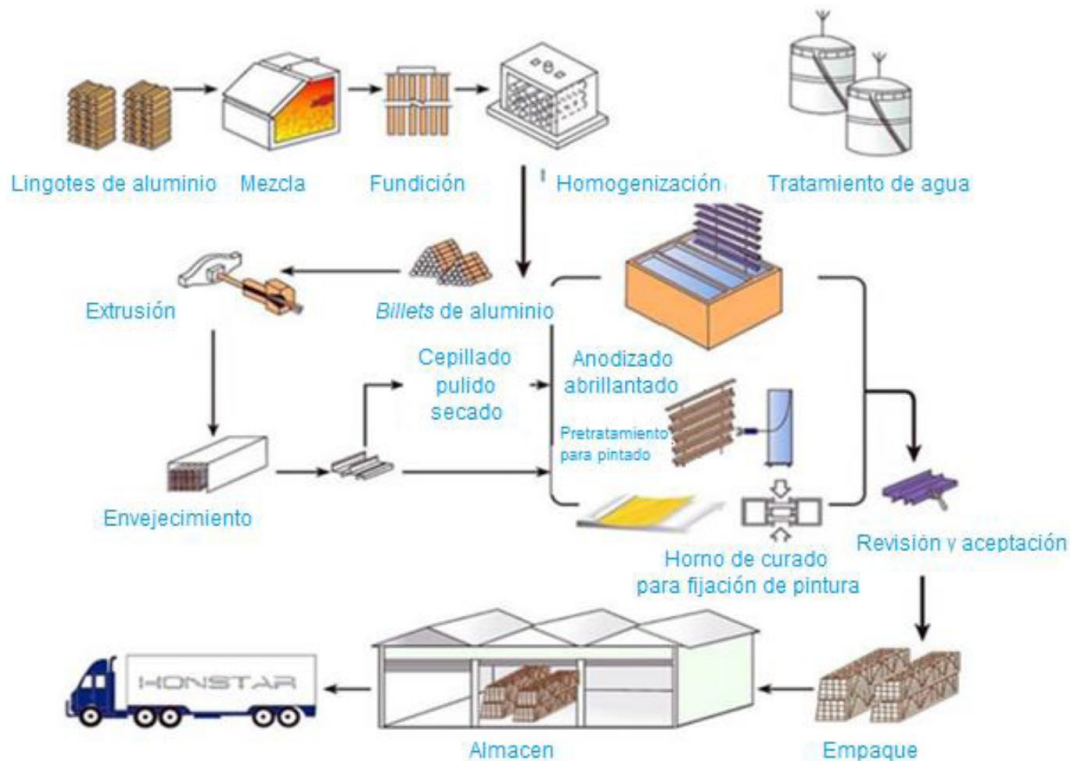 Lingotes de aluminio
Mezcla
Fundición
Homogenización
Tratamiento de agua
Extrusión
Billets de aluminio
Cepillado
pulido
secado
Anodizado
abrillantado
Pretratamiento
para pintado
Envejecimiento
Horno de curado
para fijación de pintura
Revisión y aceptación
HONSTAR
Almacen
Empaque